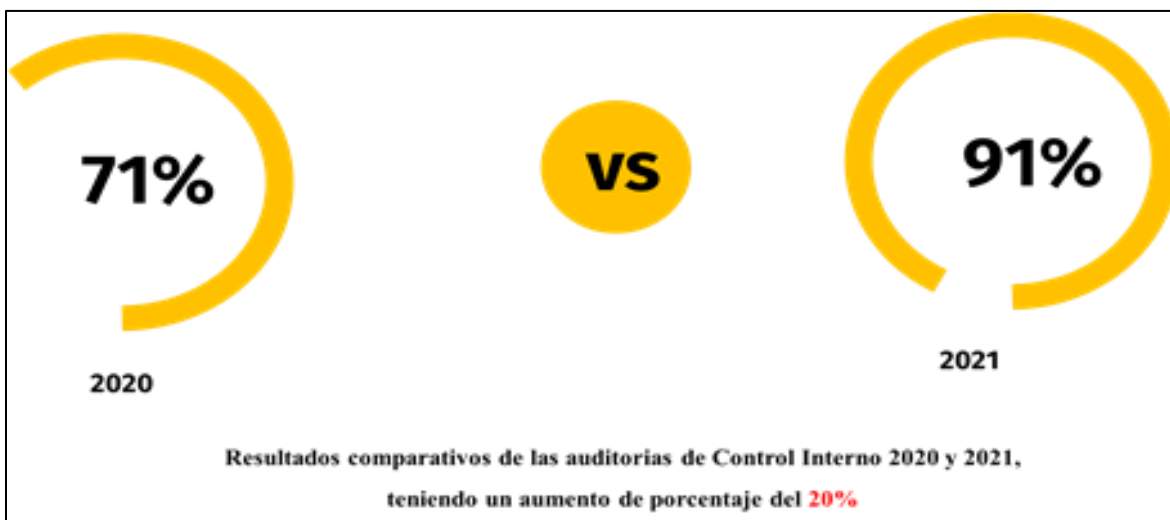 71%
vs
91%
2020
2021
Resultados comparativos de las auditorias de Control Interno 2020 y 2021,
teniendo un aumento de porcentaje del 20%